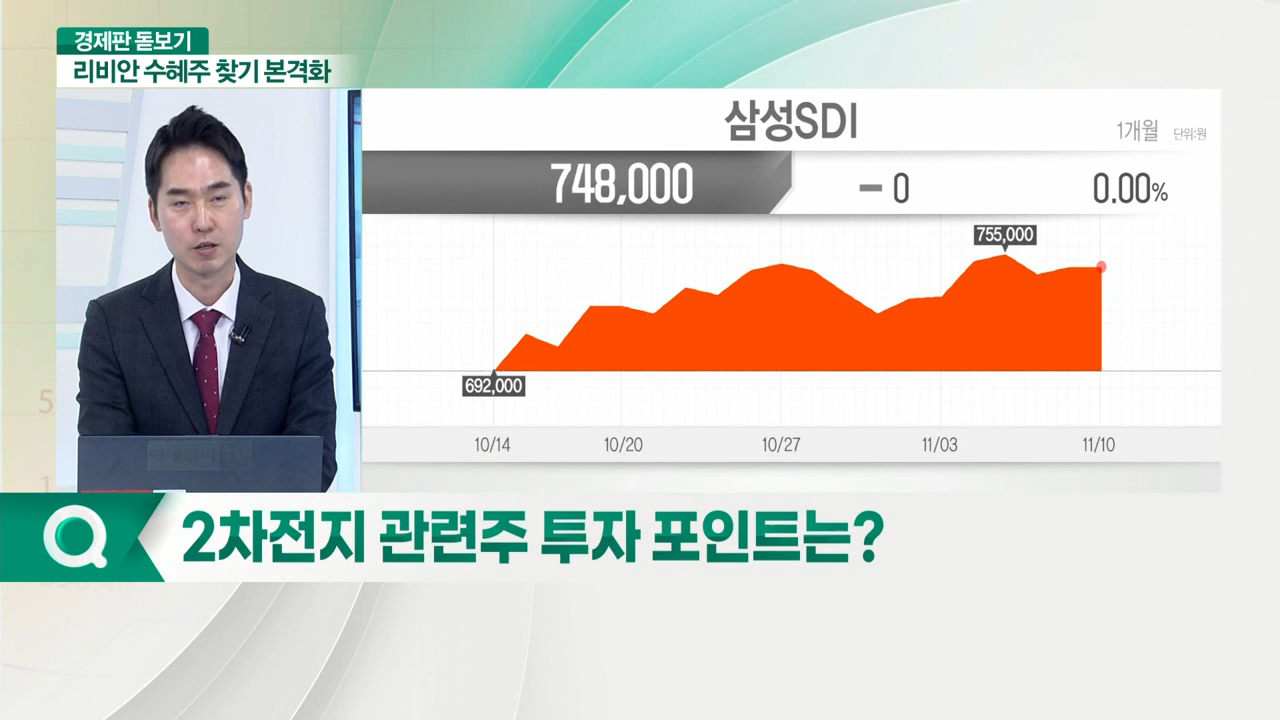 경제판 돋보기
리비안 수혜주 찾기 본격화
삼성SDI
1개월 단위:원
748,000 - 0 0.00%
755,000
692,000
10/14 10/20 10/27 11/03 11/10
2차전지 관련주 투자 포인트는?